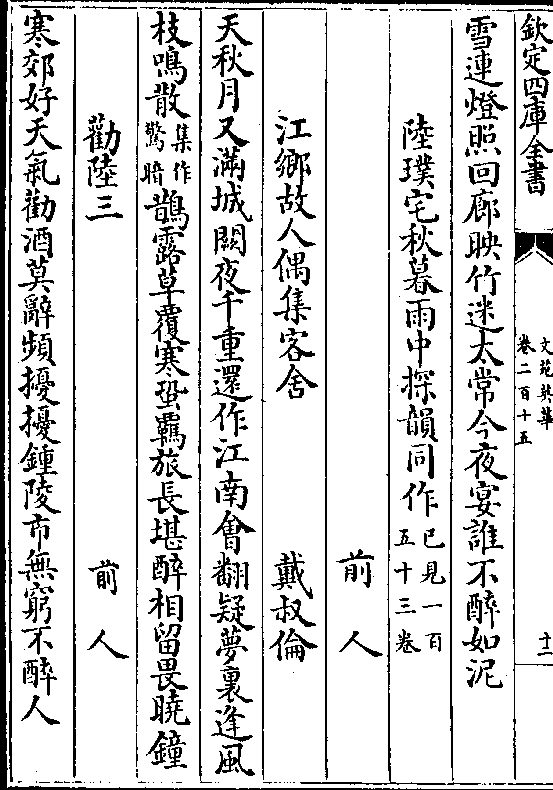 欽定四庫全書
文苑英華
卷二百十五
十二
雪連燈照回廊映竹迷太常今夜宴誰不醉如泥
陸璞宅秋暮雨中探韻同作已見一百五十三卷
前人
江鄉故人偶集客舍 戴叔倫
天秋月又滿城闕夜千重還作江南會翻疑夢裏逢風
枝鳴散集作驚暗鵲露草覆寒蛩羈旅長堪醉相留畏曉鐘
勸陸三 前人
寒郊好天氣勸酒莫辭頻擾擾鍾陵市無窮不醉人